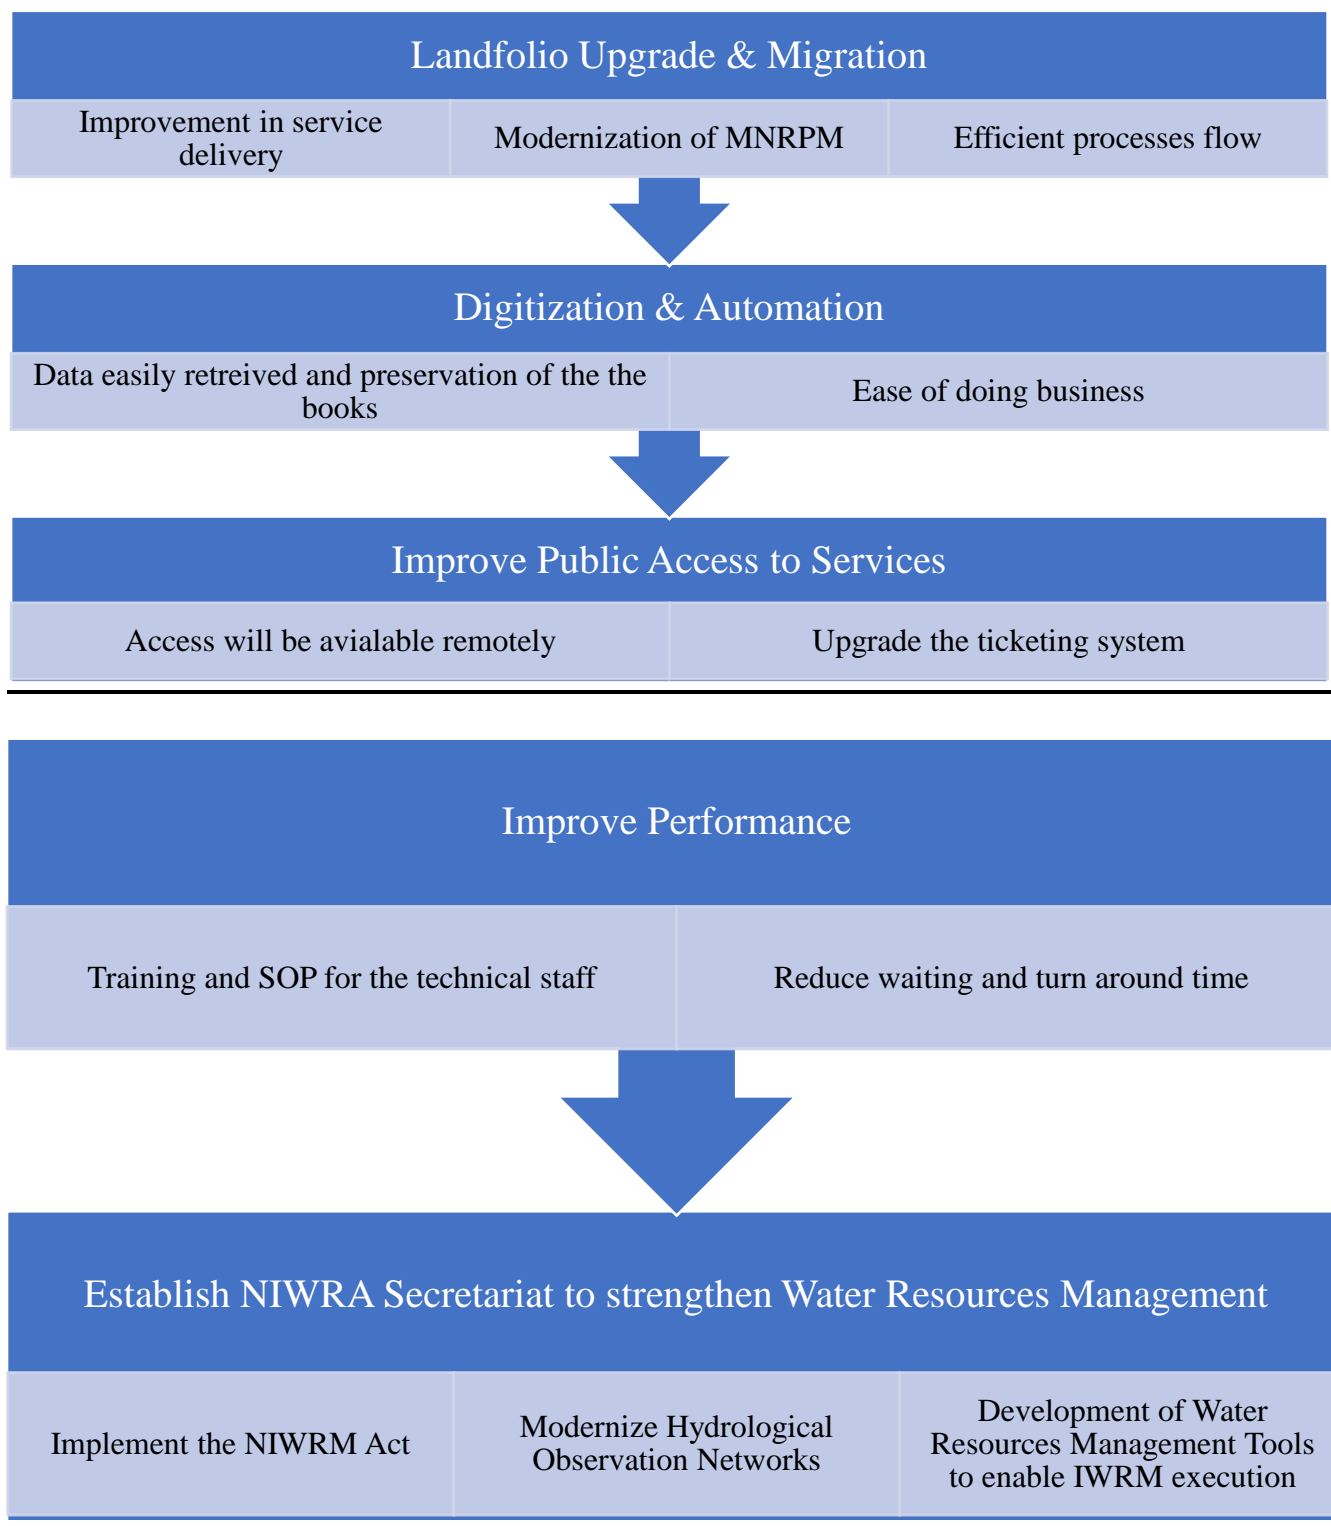 Landfolio Upgrade & Migration
Improvement in service
delivery
Modernization of MNRPM
Efficient processes flow
Digitization & Automation
Data easily retreived and preservation of the the
books
Ease of doing business
Improve Public Access to Services
Access will be avialable remotely
Upgrade the ticketing system
Improve Performance
Training and SOP for the technical staff
Reduce waiting and turn around time
Establish NIWRA Secretariat to strengthen Water Resources Management
Implement the NIWRM Act
Modernize Hydrological
Observation Networks
Development of Water
Resources Management Tools
to enable IWRM execution